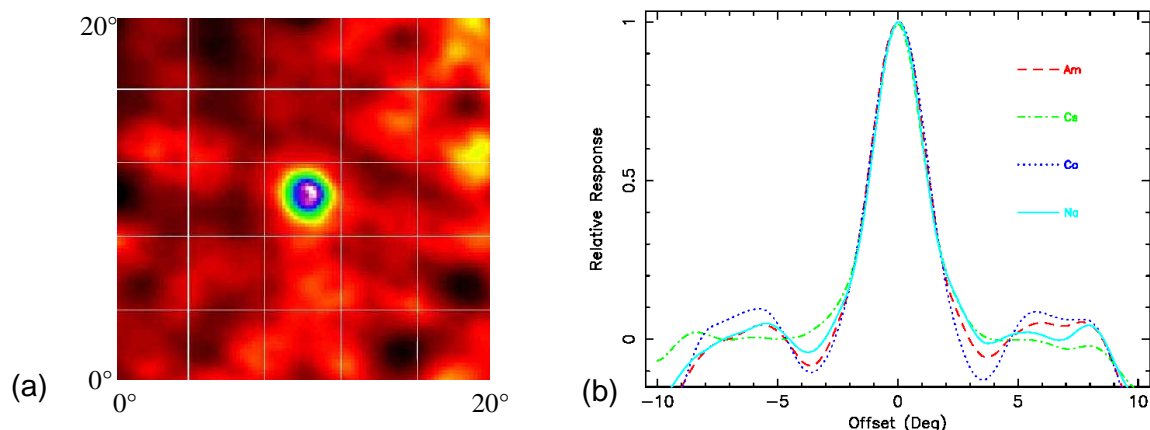 20°
0°
0°
20°
(a)
Relative Response
1
0.5
0
Am
Cs
Co
Na
−10
−5
0
5
10
Offset (Deg)
(b)